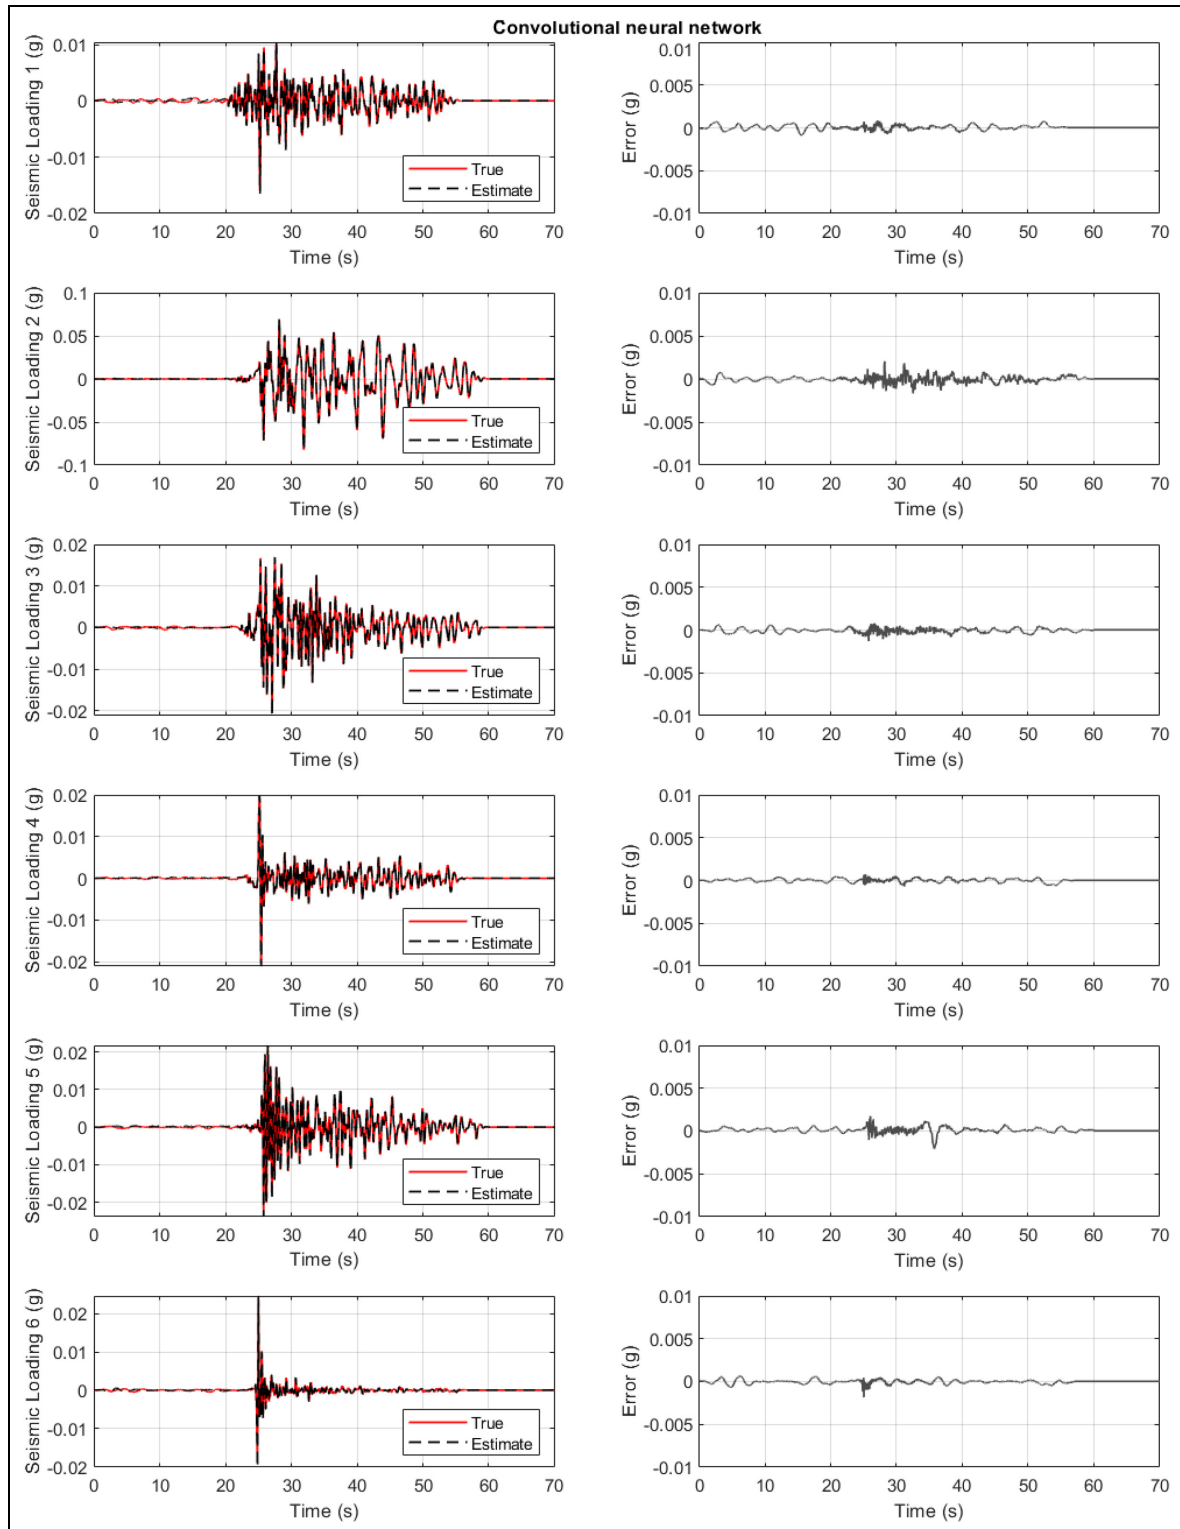 Convolutional neural network
Seismic Loading 1 (g)
0.01
0
-0.01
-0.02
True
Estimate
0 10 20 30 40 50 60 70
Time (s)
Error (g)
0.01
0.005
0
-0.005
-0.01
0 10 20 30 40 50 60 70
Time (s)
Seismic Loading 2 (g)
0.1
0.05
0
-0.05
-0.1
True
Estimate
0 10 20 30 40 50 60 70
Time (s)
Error (g)
0.01
0.005
0
-0.005
-0.01
0 10 20 30 40 50 60 70
Time (s)
Seismic Loading 3 (g)
0.02
0.01
0
-0.01
-0.02
True
Estimate
0 10 20 30 40 50 60 70
Time (s)
Error (g)
0.01
0.005
0
-0.005
-0.01
0 10 20 30 40 50 60 70
Time (s)
Seismic Loading 4 (g)
0.02
0.01
0
-0.01
-0.02
True
Estimate
0 10 20 30 40 50 60 70
Time (s)
Error (g)
0.01
0.005
0
-0.005
-0.01
0 10 20 30 40 50 60 70
Time (s)
Seismic Loading 5 (g)
0.02
0.01
0
-0.01
-0.02
True
Estimate
0 10 20 30 40 50 60 70
Time (s)
Error (g)
0.01
0.005
0
-0.005
-0.01
0 10 20 30 40 50 60 70
Time (s)
Seismic Loading 6 (g)
0.02
0.01
0
-0.01
-0.02
True
Estimate
0 10 20 30 40 50 60 70
Time (s)
Error (g)
0.01
0.005
0
-0.005
-0.01
0 10 20 30 40 50 60 70
Time (s)